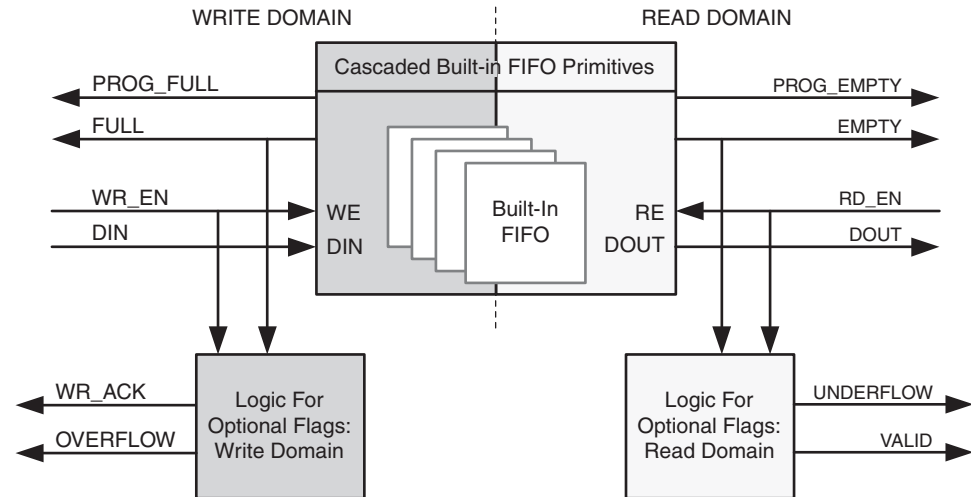 WRITE DOMAIN
READ DOMAIN
Cascaded Built-in FIFO Primitives
PROG_FULL
PROG_EMPTY
FULL
EMPTY
WR_EN
WE
Built-In
FIFO
RE
RD_EN
DIN
DIN
DOUT
DOUT
WR_ACK
OVERFLOW
Logic For
Optional Flags:
Write Domain
Logic For
Optional Flags:
Read Domain
UNDERFLOW
VALID